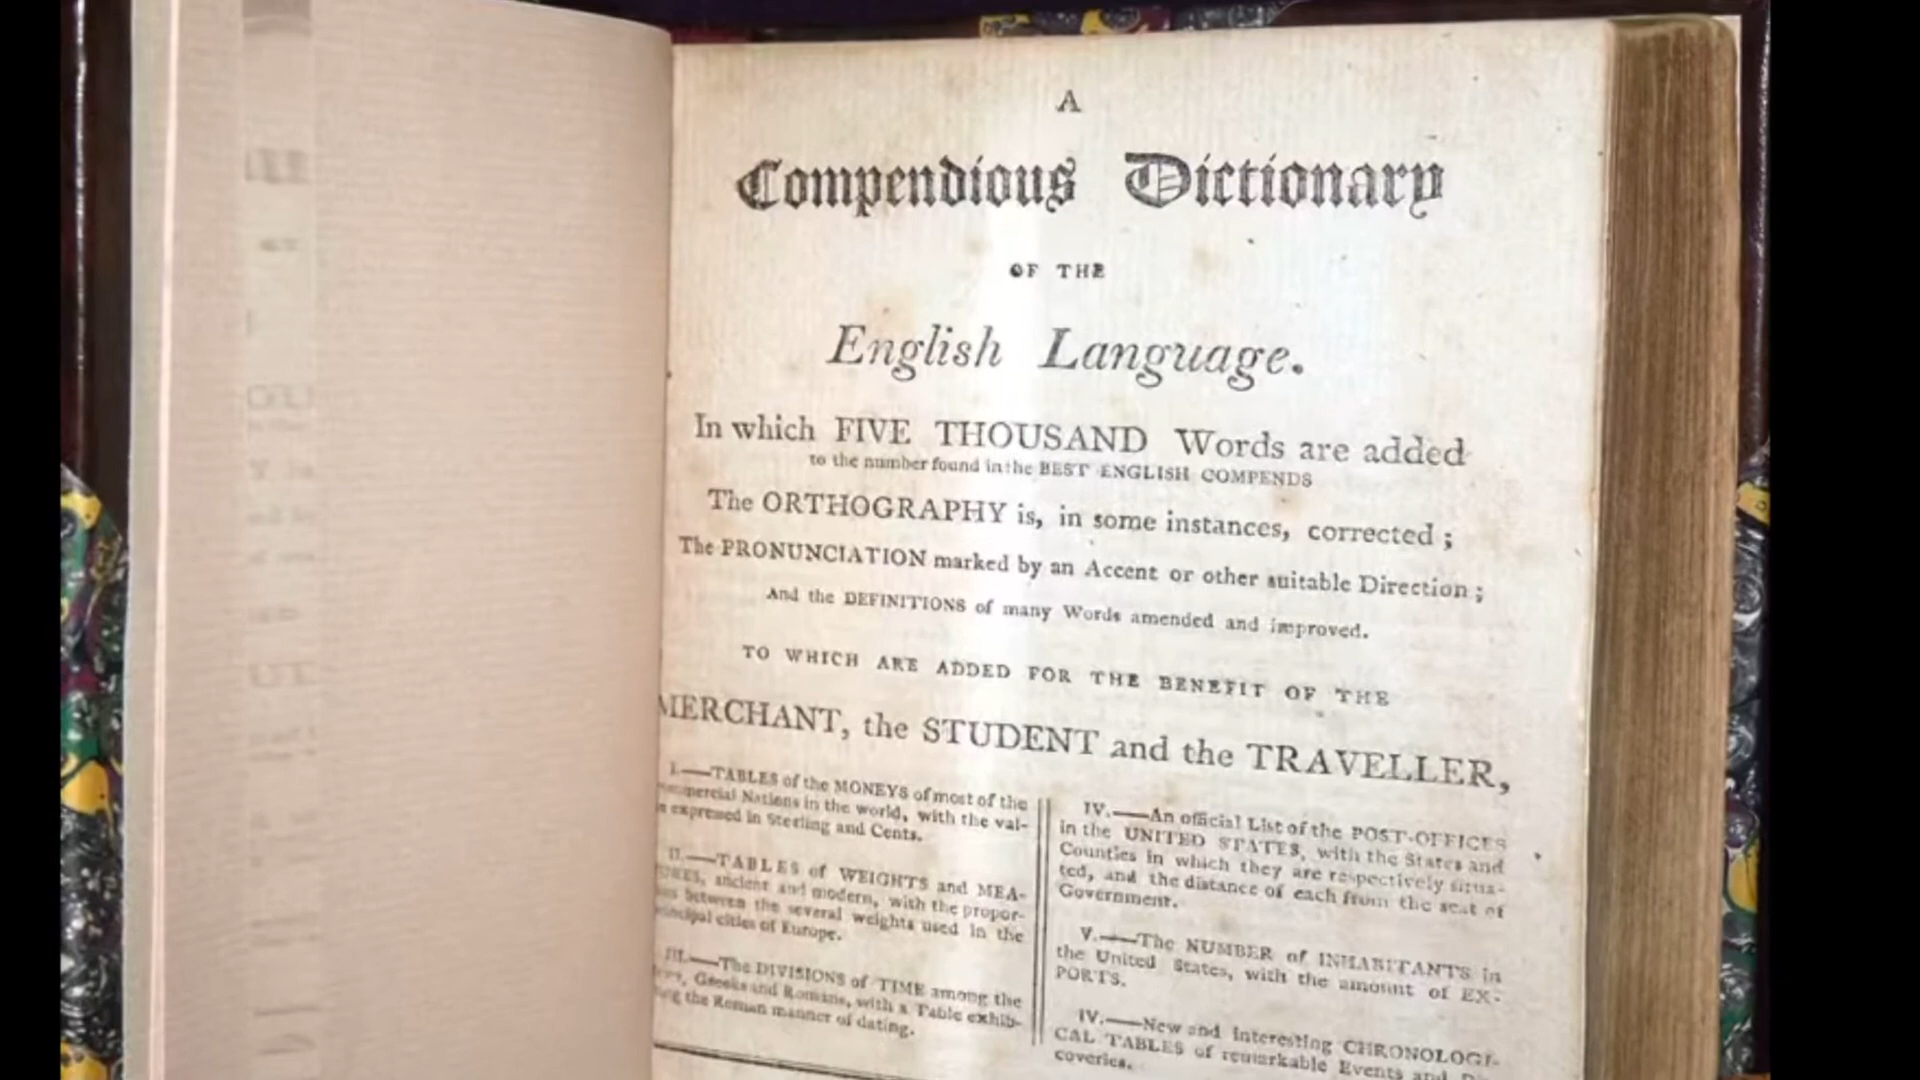 A
Compendious Dictionary
OF THE
English Language.
In which FIVE THOUSAND Words are added
to the number found in the BEST ENGLISH COMPENDS
The ORTHOGRAPHY is, in some instances, corrected ;
The PRONUNCIATION marked by an Accent or other suitable Direction ;
And the DEFINITIONS of many Words amended and improved.
TO WHICH ARE ADDED FOR THE BENEFIT OF THE
MERCHANT, the STUDENT and the TRAVELLER,
I.—TABLES of the MONEYS of most of the
mercial Nations in the world, with the val-
expressed in Sterling and Cents.
II.—TABLES of WEIGHTS and MEA-
URES, ancient and modern, with the propor-
between the several weights used in the
principal cities of Europe.
III.—The DIVISIONS of TIME among the
Greeks and Romans, with a Table exhib-
ing the Roman manner of dating.
IV.—An official List of the POST-OFFICES
in the UNITED STATES, with the States and
Counties in which they are respectively situa-
ted, and the distance of each from the seat of
Government.
V.—The NUMBER of INHABITANTS in
the United States, with the amount of EX-
PORTS.
IV.—New and interesting CHRONOLOGI-
CAL TABLES of remarkable Events and
coveries.